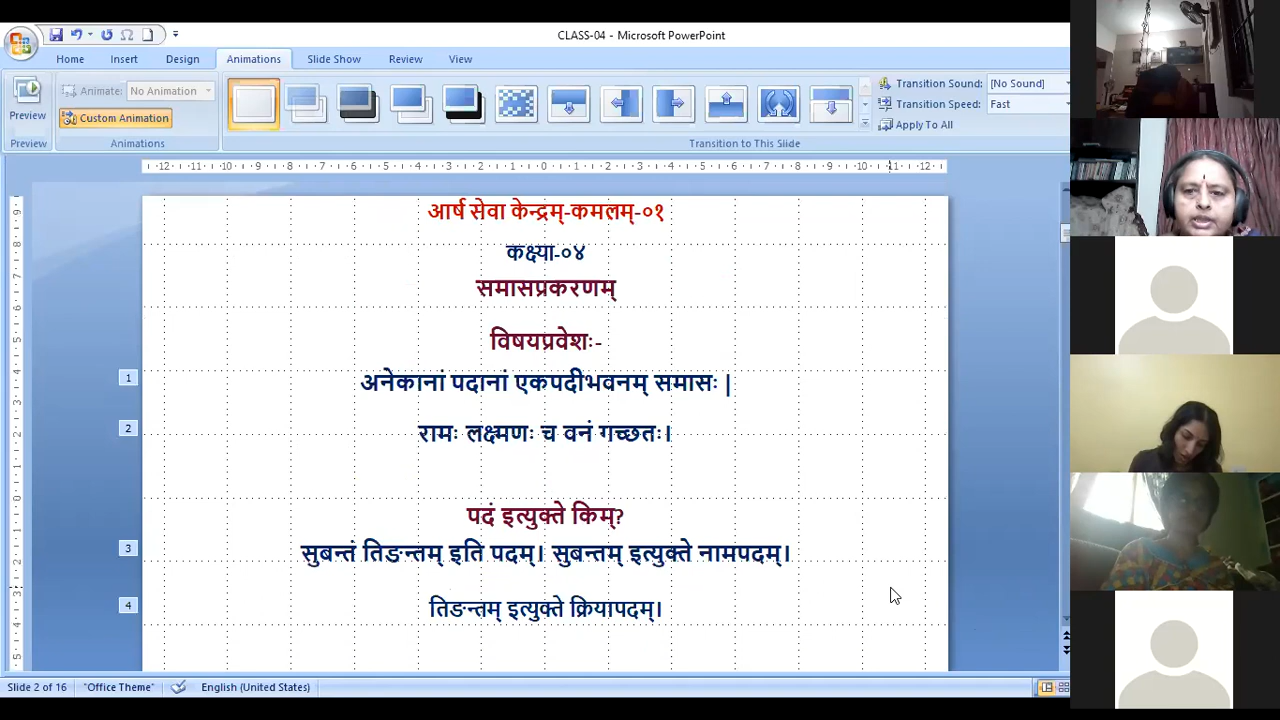 CLASS-04 - Microsoft PowerPoint
Home Insert Design Animations Slide Show Review View
Preview
Animate: No Animation
Custom Animation
Transition Sound: [No Sound]
Transition Speed: Fast
Apply To All
Preview Animations Transition to This Slide
आर्ष सेवा केन्द्रम्-कमलम्-०१
कक्ष्या-०४
समासप्रकरणम्
विषयप्रवेशः-
1 अनेकानां पदानां एकपदीभवनम् समासः |
2 रामः लक्ष्मणः च वनं गच्छतः।
पदं इत्युक्ते किम्?
3 सुबन्तं तिङन्तम् इति पदम्। सुबन्तम् इत्युक्ते नामपदम्।
4 तिङन्तम् इत्युक्ते क्रियापदम्।
Slide 2 of 16 "Office Theme" English (United States)